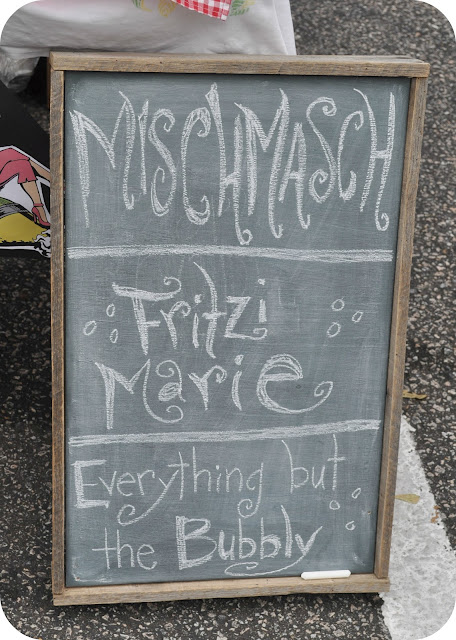 MISCHMASCH
Fritzi
Marie
Everything but
the Bubbly